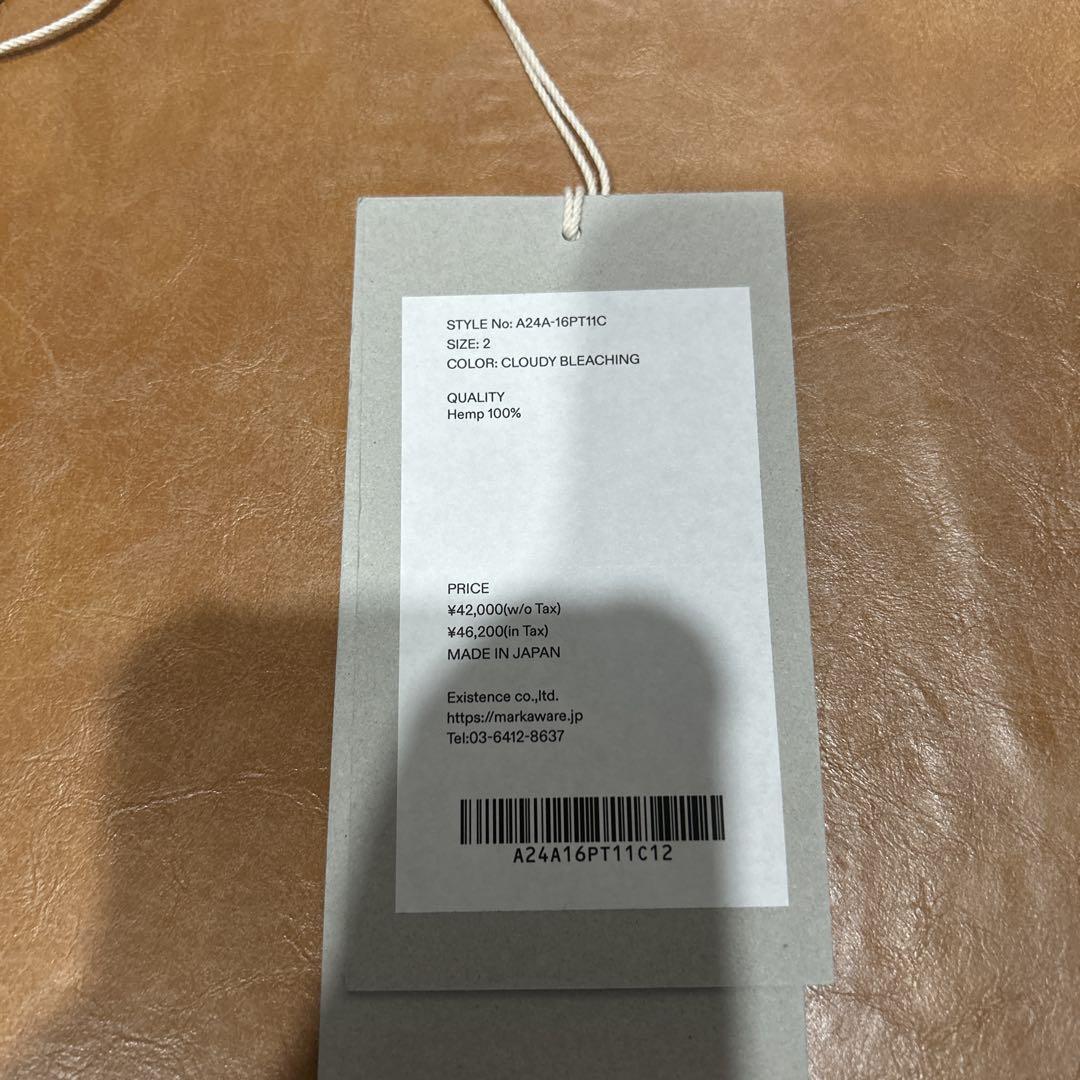 STYLE No: A24A-16PT11C
SIZE: 2
COLOR: CLOUDY BLEACHING
QUALITY
Hemp 100%
PRICE
¥42,000(w/o Tax)
¥46,200(in Tax)
MADE IN JAPAN
Existence co.,ltd.
https://markaware.jp
Tel:03-6412-8637
A24A16PT11C12